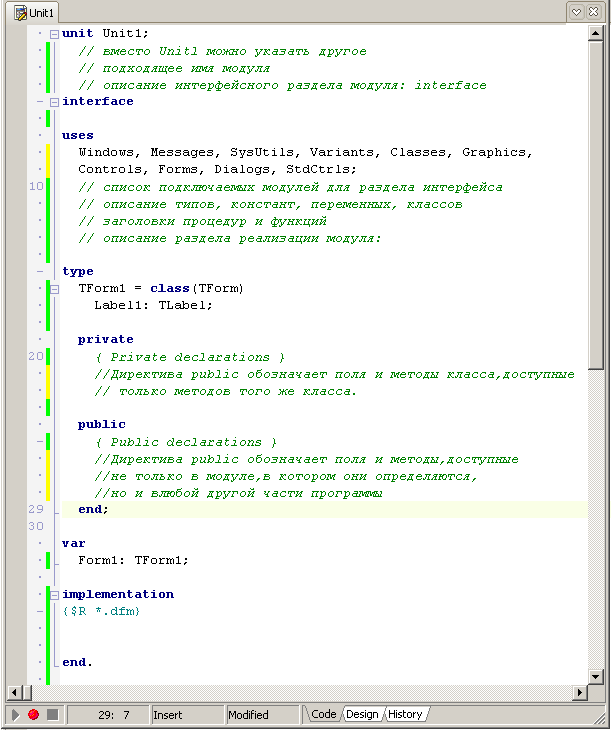 Unit1
unit Unit1;
// вместо Unit1 можно указать другое
// подходящее имя модуля
// описание интерфейсного раздела модуля: interface
interface
uses
Windows, Messages, SysUtils, Variants, Classes, Graphics,
Controls, Forms, Dialogs, StdCtrls;
10 // список подключаемых модулей для раздела интерфейса
// описание типов, констант, переменных, классов
// заголовки процедур и функций
// описание раздела реализации модуля:
type
TForm1 = class(TForm)
Label1: TLabel;
private
20 { Private declarations }
//Директива public обозначает поля и методы класса,доступные
// только методов того же класса.
public
{ Public declarations }
//Директива public обозначает поля и методы,доступные
//не только в модуле,в котором они определяются,
//но и влюбой другой части программы
29 end;
30
var
Form1: TForm1;
implementation
{$R *.dfm}
end.
29: 7 Insert Modified Code Design History